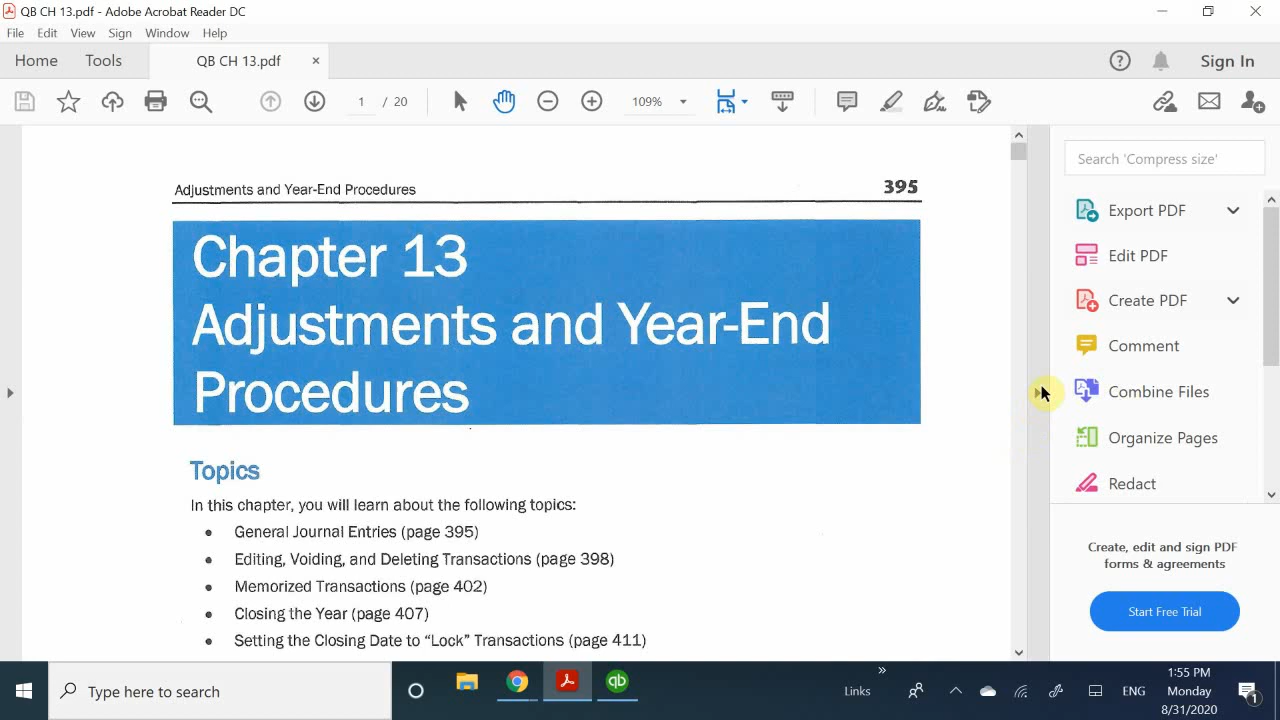 QB CH 13.pdf - Adobe Acrobat Reader DC
File Edit View Sign Window Help
Home Tools QB CH 13.pdf × Sign In
1 / 20 109%
Adjustments and Year-End Procedures 395
Chapter 13
Adjustments and Year-End
Procedures
Topics
In this chapter, you will learn about the following topics:
• General Journal Entries (page 395)
• Editing, Voiding, and Deleting Transactions (page 398)
• Memorized Transactions (page 402)
• Closing the Year (page 407)
• Setting the Closing Date to “Lock” Transactions (page 411)
Search 'Compress size'
Export PDF
Edit PDF
Create PDF
Comment
Combine Files
Organize Pages
Redact
Create, edit and sign PDF
forms & agreements
Start Free Trial
Type here to search
qb
Links
ENG
1:55 PM
Monday
8/31/2020
1